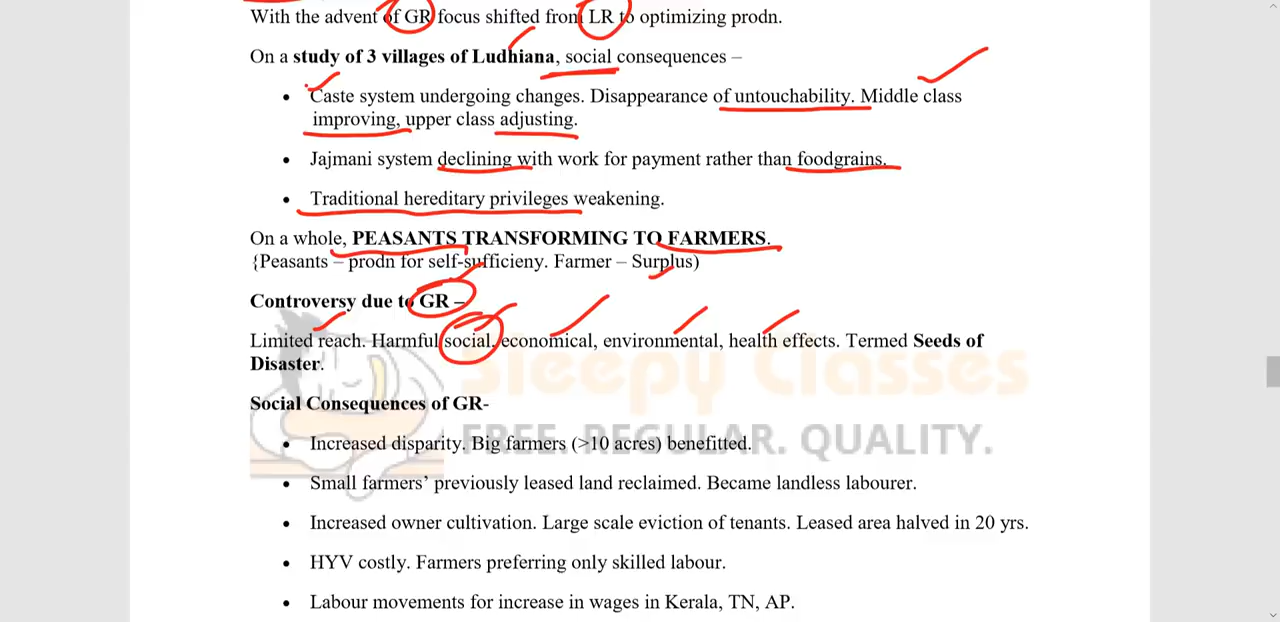 With the advent of GR focus shifted from LR to optimizing prodn.
On a study of 3 villages of Ludhiana, social consequences –
• Caste system undergoing changes. Disappearance of untouchability. Middle class
improving, upper class adjusting.
• Jajmani system declining with work for payment rather than foodgrains.
• Traditional hereditary privileges weakening.
On a whole, PEASANTS TRANSFORMING TO FARMERS.
{Peasants – prodn for self-sufficieny. Farmer – Surplus)
Controversy due to GR –
Limited reach. Harmful social, economical, environmental, health effects. Termed Seeds of
Disaster.
Sleepy Classes
Social Consequences of GR-
FREE. REGULAR. QUALITY.
• Increased disparity. Big farmers (>10 acres) benefitted.
• Small farmers’ previously leased land reclaimed. Became landless labourer.
• Increased owner cultivation. Large scale eviction of tenants. Leased area halved in 20 yrs.
• HYV costly. Farmers preferring only skilled labour.
• Labour movements for increase in wages in Kerala, TN, AP.